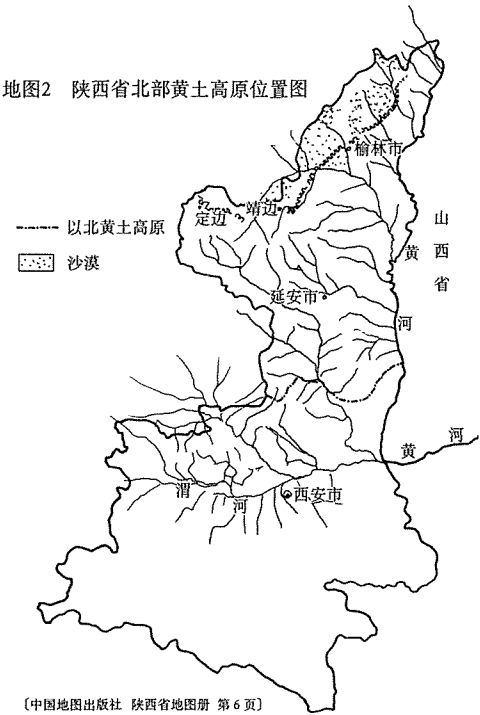 地图2 陕西省北部黄土高原位置图
榆林市
靖边
定边
以北黄土高原
沙漠
山西省
黄河
延安市
黄河
渭河
西安市
〔中国地图出版社 陕西省地图册 第6页〕